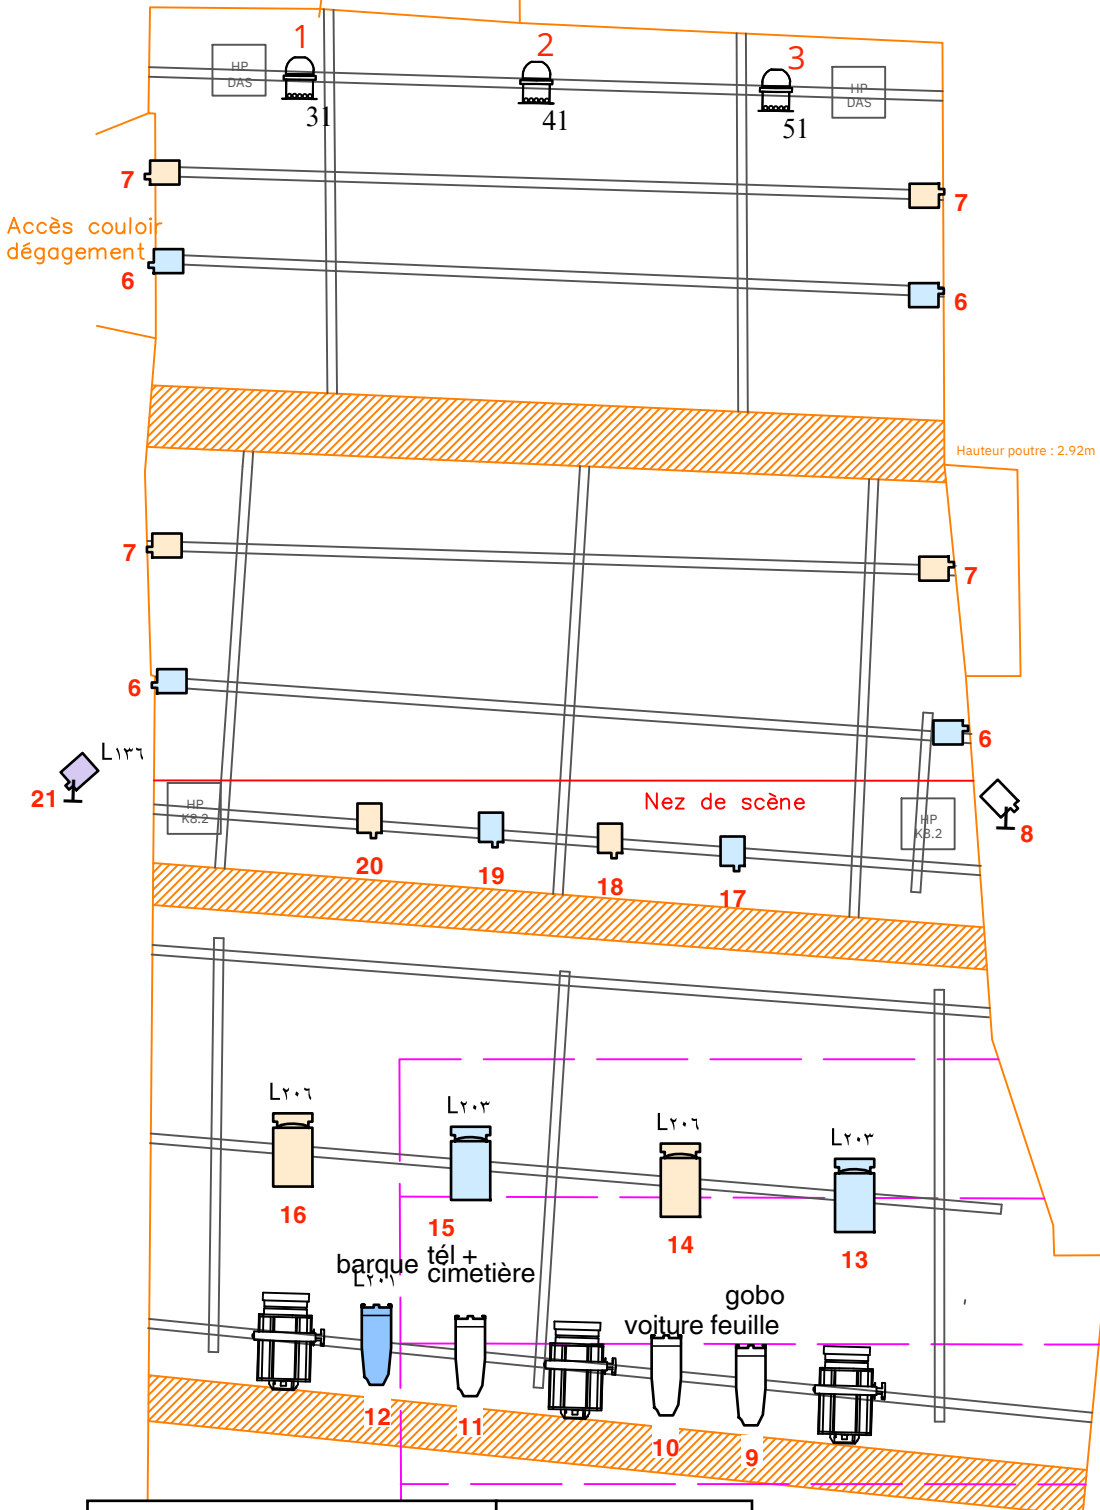 1
2
3
HP
DAS
HP
DAS
31
41
51
7
7
Accès couloir
dégagement
6
6
Hauteur poutre : 2.92m
7
7
6
6
L١٣٦
21
HP
K8.2
Nez de scène
HP
K8.2
8
20
19
18
17
L٢٠٦
L٢٠٣
L٢٠٦
L٢٠٣
16
15
14
13
barque
tél +
cimetière
L٢٠١
gobo
voiture feuille
12
11
10
9